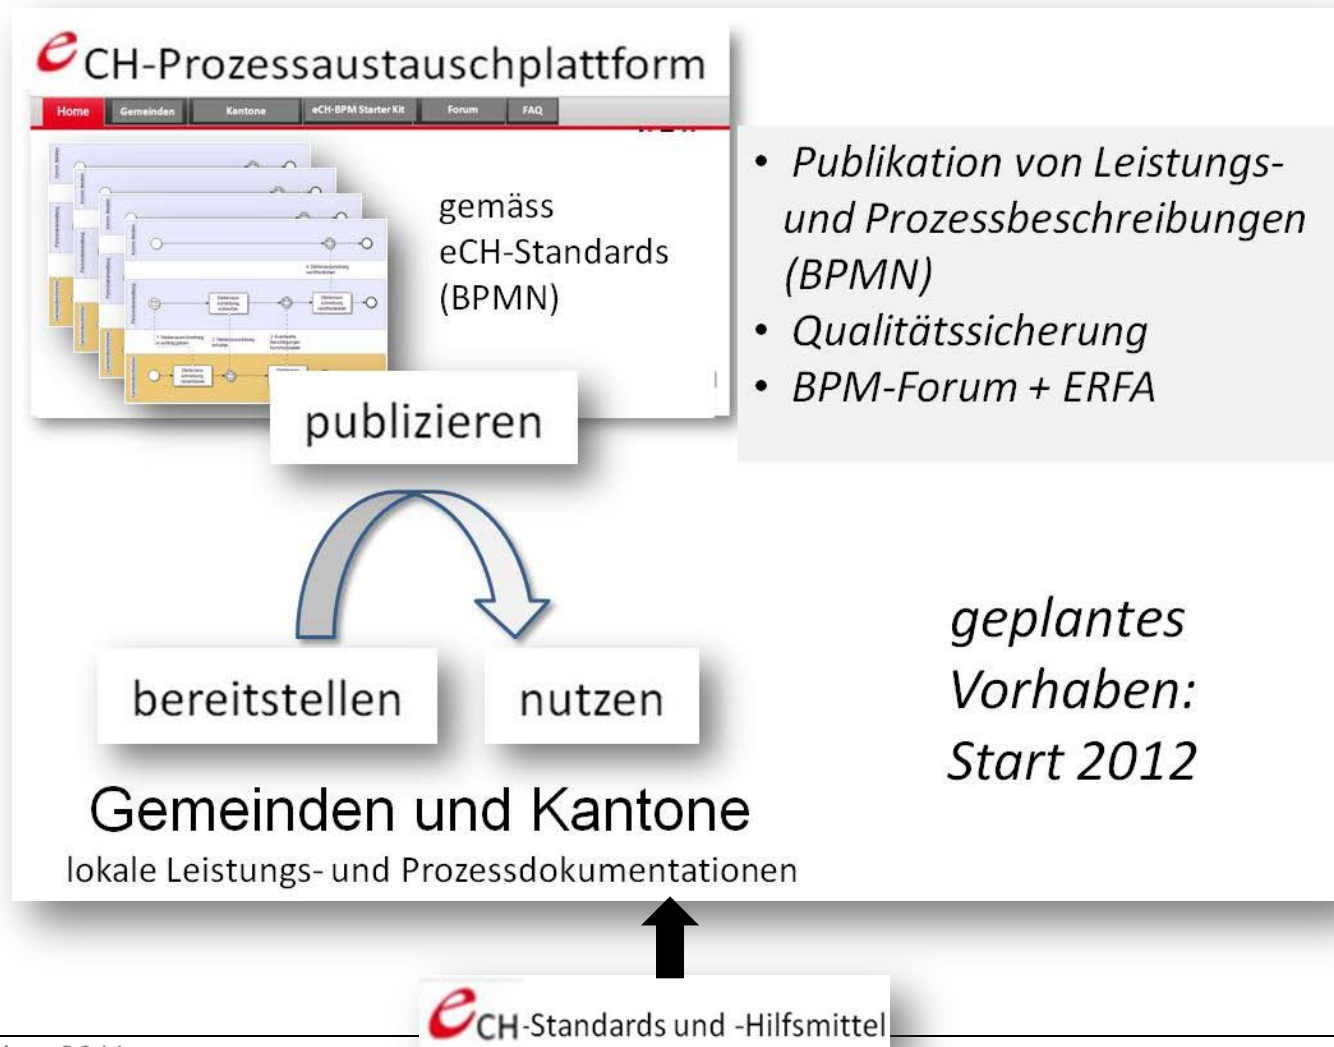 eCH-Prozessaustauschplattform
Home Gemeinden Kantone eCH-BPM Starter Kit Forum FAQ
gemäss
eCH-Standards
(BPMN)
• Publikation von Leistungs-
und Prozessbeschreibungen
(BPMN)
• Qualitätssicherung
• BPM-Forum + ERFA
publizieren
bereitstellen
nutzen
geplantes
Vorhaben:
Start 2012
Gemeinden und Kantone
lokale Leistungs- und Prozessdokumentationen
eCH-Standards und -Hilfsmittel